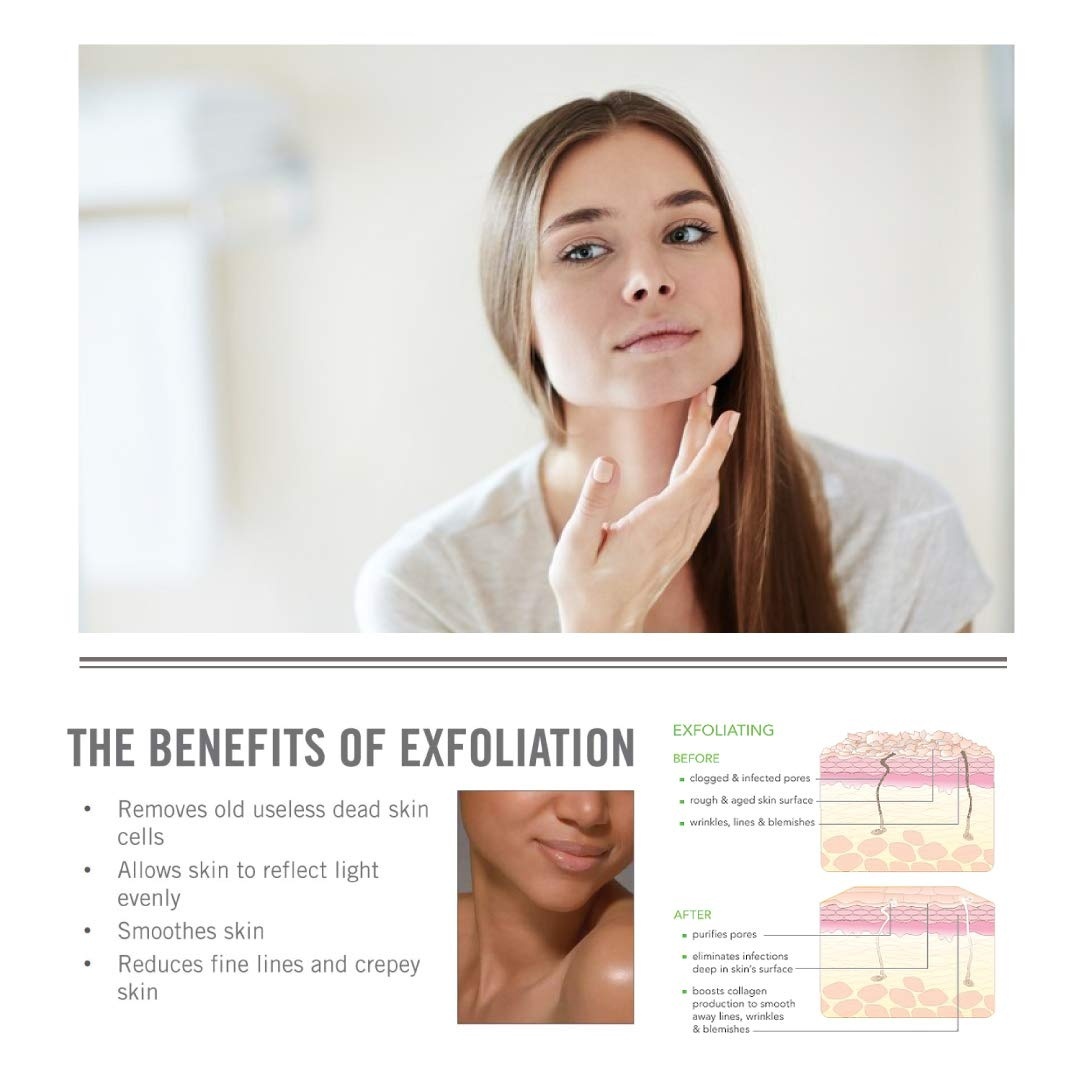 THE BENEFITS OF EXFOLIATION
• Removes old useless dead skin
cells
• Allows skin to reflect light
evenly
• Smoothes skin
• Reduces fine lines and crepey
skin
EXFOLIATING
BEFORE
clogged & infected pores
rough & aged skin surface
wrinkles, lines & blemishes
AFTER
purifies pores
eliminates infections
deep in skin's surface
boosts collagen
production to smooth
away lines, wrinkles
& blemishes